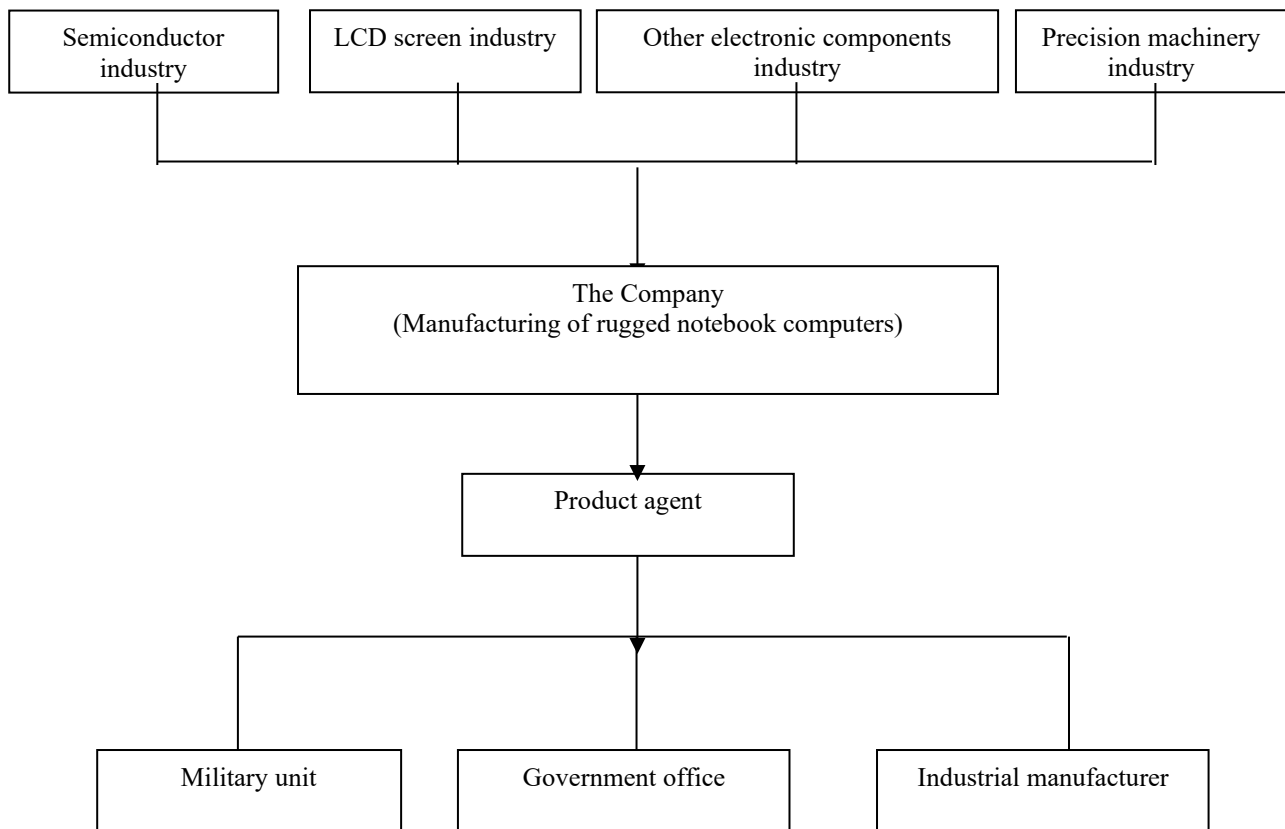 Semiconductor
industry
LCD screen industry
Other electronic components
industry
Precision machinery
industry
The Company
(Manufacturing of rugged notebook computers)
Product agent
Military unit
Government office
Industrial manufacturer